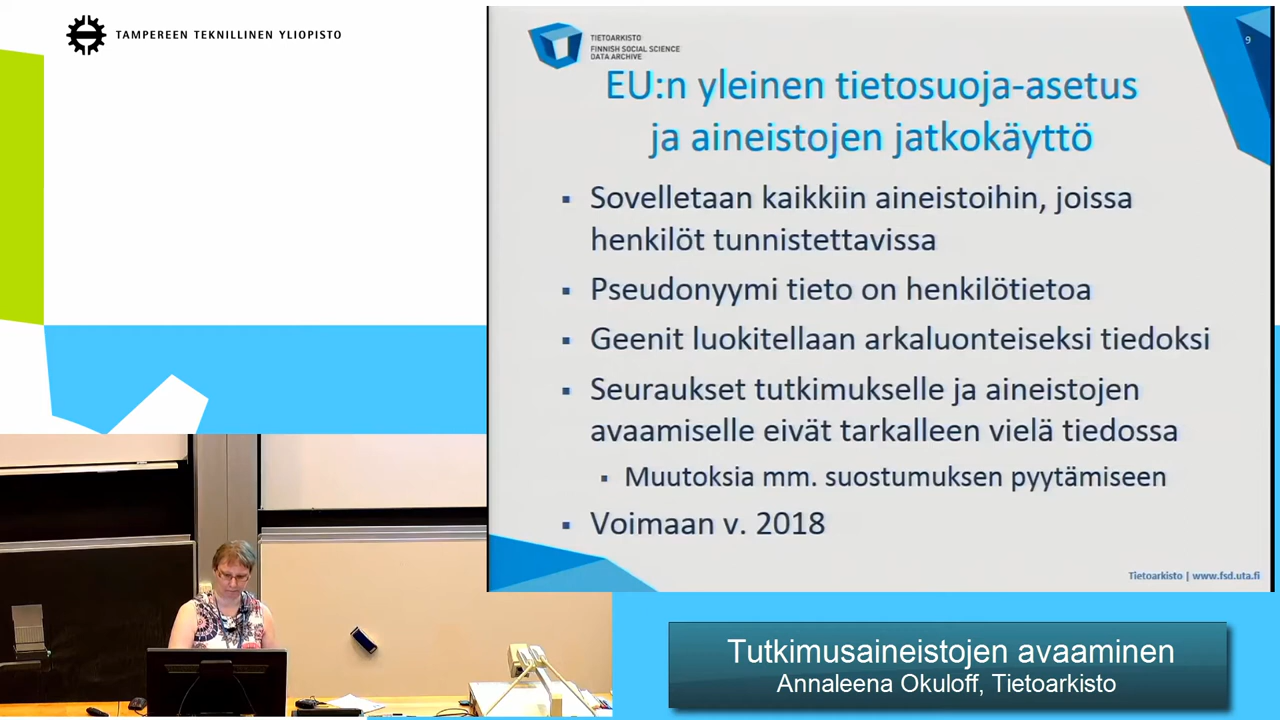 TAMPEREEN TEKNILLINEN YLIOPISTO
TIETOARKISTO
FINNISH SOCIAL SCIENCE
DATA ARCHIVE
9
EU:n yleinen tietosuoja-asetus
ja aineistojen jatkokäyttö
▪ Sovelletaan kaikkiin aineistoihin, joissa
henkilöt tunnistettavissa
▪ Pseudonyymi tieto on henkilötietoa
▪ Geenit luokitellaan arkaluonteiseksi tiedoksi
▪ Seuraukset tutkimukselle ja aineistojen
avaamiselle eivät tarkalleen vielä tiedossa
▪ Muutoksia mm. suostumuksen pyytämiseen
▪ Voimaan v. 2018
Tietoarkisto | www.fsd.uta.fi
Tutkimusaineistojen avaaminen
Annaleena Okuloff, Tietoarkisto